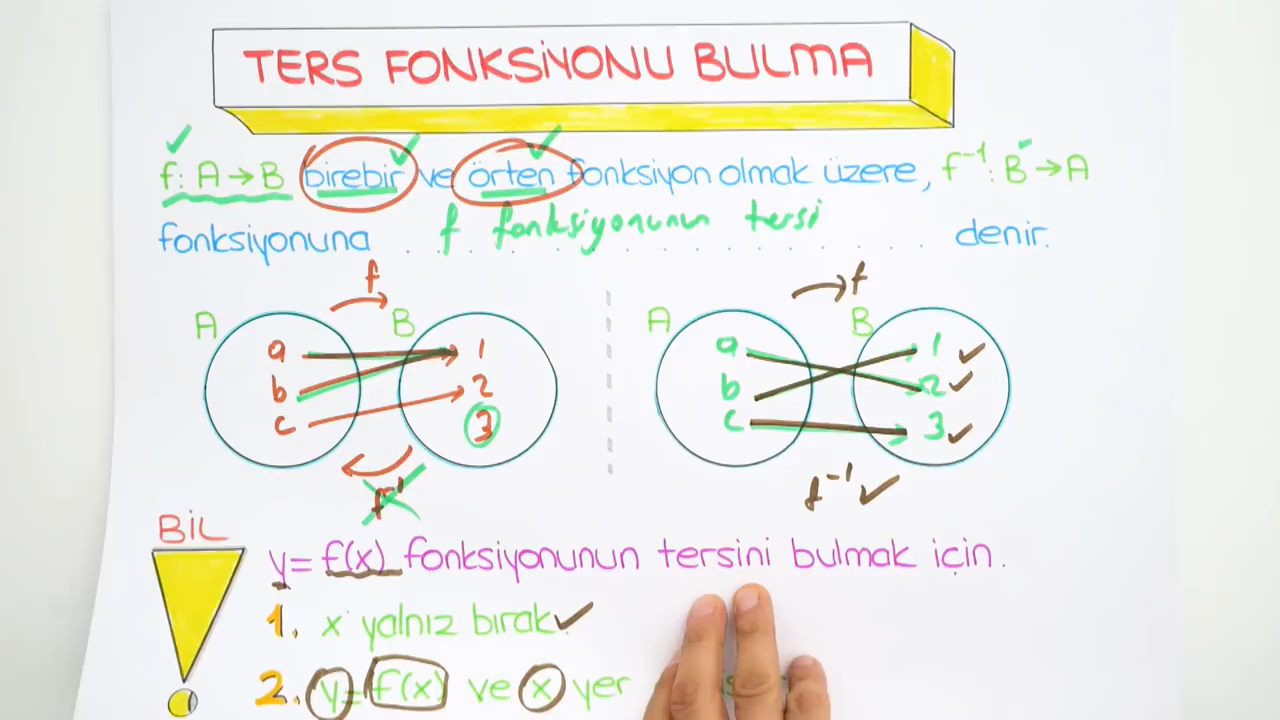 TERS FONKSİYONU BULMA
f: A → B birebir ve örten fonksiyon olmak üzere, f⁻¹: B → A
fonksiyonuna . . f fonksiyonunun tersi . . . . denir.
f
A B
a 1
b 2
c 3
f⁻¹
f
A B
a 1 ✓
b 2 ✓
c 3 ✓
f⁻¹ ✓
BİL
y = f(x) fonksiyonunun tersini bulmak için.
1. x yalnız bırak ✓
2. y = f(x) ve x yer